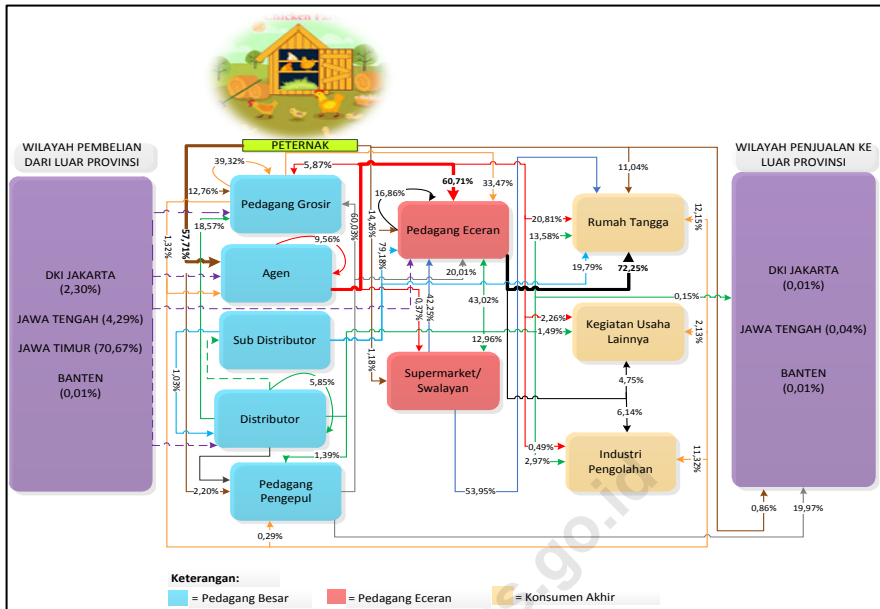 Chicken Fa
WILAYAH PEMBELIAN
DARI LUAR PROVINSI
PETERNAK
WILAYAH PENJUALAN KE
LUAR PROVINSI
39,32%
5,87%
11,04%
60,71%
33,47%
12,76%
16,86%
12,15%
Pedagang Grosir
18,57%
57,71%
60,03%
14,26%
Pedagang Eceran
20,81%
Rumah Tangga
13,58%
1,32%
9,56%
79,18%
Agen
20,01%
19,79%
72,25%
DKI JAKARTA
(2,30%)
JAWA TENGAH (4,29%)
JAWA TIMUR (70,67%)
BANTEN
(0,01%)
DKI JAKARTA
(0,01%)
JAWA TENGAH (0,04%)
BANTEN
(0,01%)
0,37%
42,25%
43,02%
0,15%
Sub Distributor
2,26%
1,49%
Kegiatan Usaha
Lainnya
2,13%
12,96%
1,18%
1,03%
Supermarket/
Swalayan
4,75%
5,85%
6,14%
Distributor
0,49%
2,97%
Industri
Pengolahan
11,32%
1,39%
Pedagang
Pengepul
2,20%
53,95%
0,86%
19,97%
0,29%
s.go.id
Keterangan:
= Pedagang Besar
= Pedagang Eceran
= Konsumen Akhir